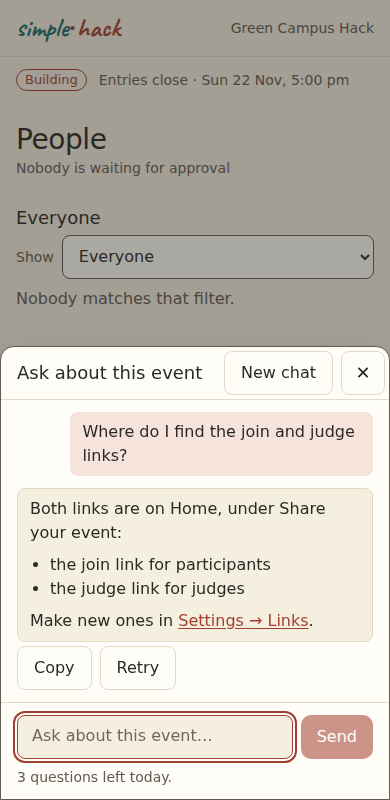 simple hack
Green Campus Hack
Building
Entries close · Sun 22 Nov, 5:00 pm
People
Nobody is waiting for approval
Everyone
Show
Everyone
Nobody matches that filter.
Ask about this event
New chat
✕
Where do I find the join and judge
links?
Both links are on Home, under Share
your event:
• the join link for participants
• the judge link for judges
Make new ones in Settings → Links.
Copy
Retry
Ask about this event…
Send
3 questions left today.